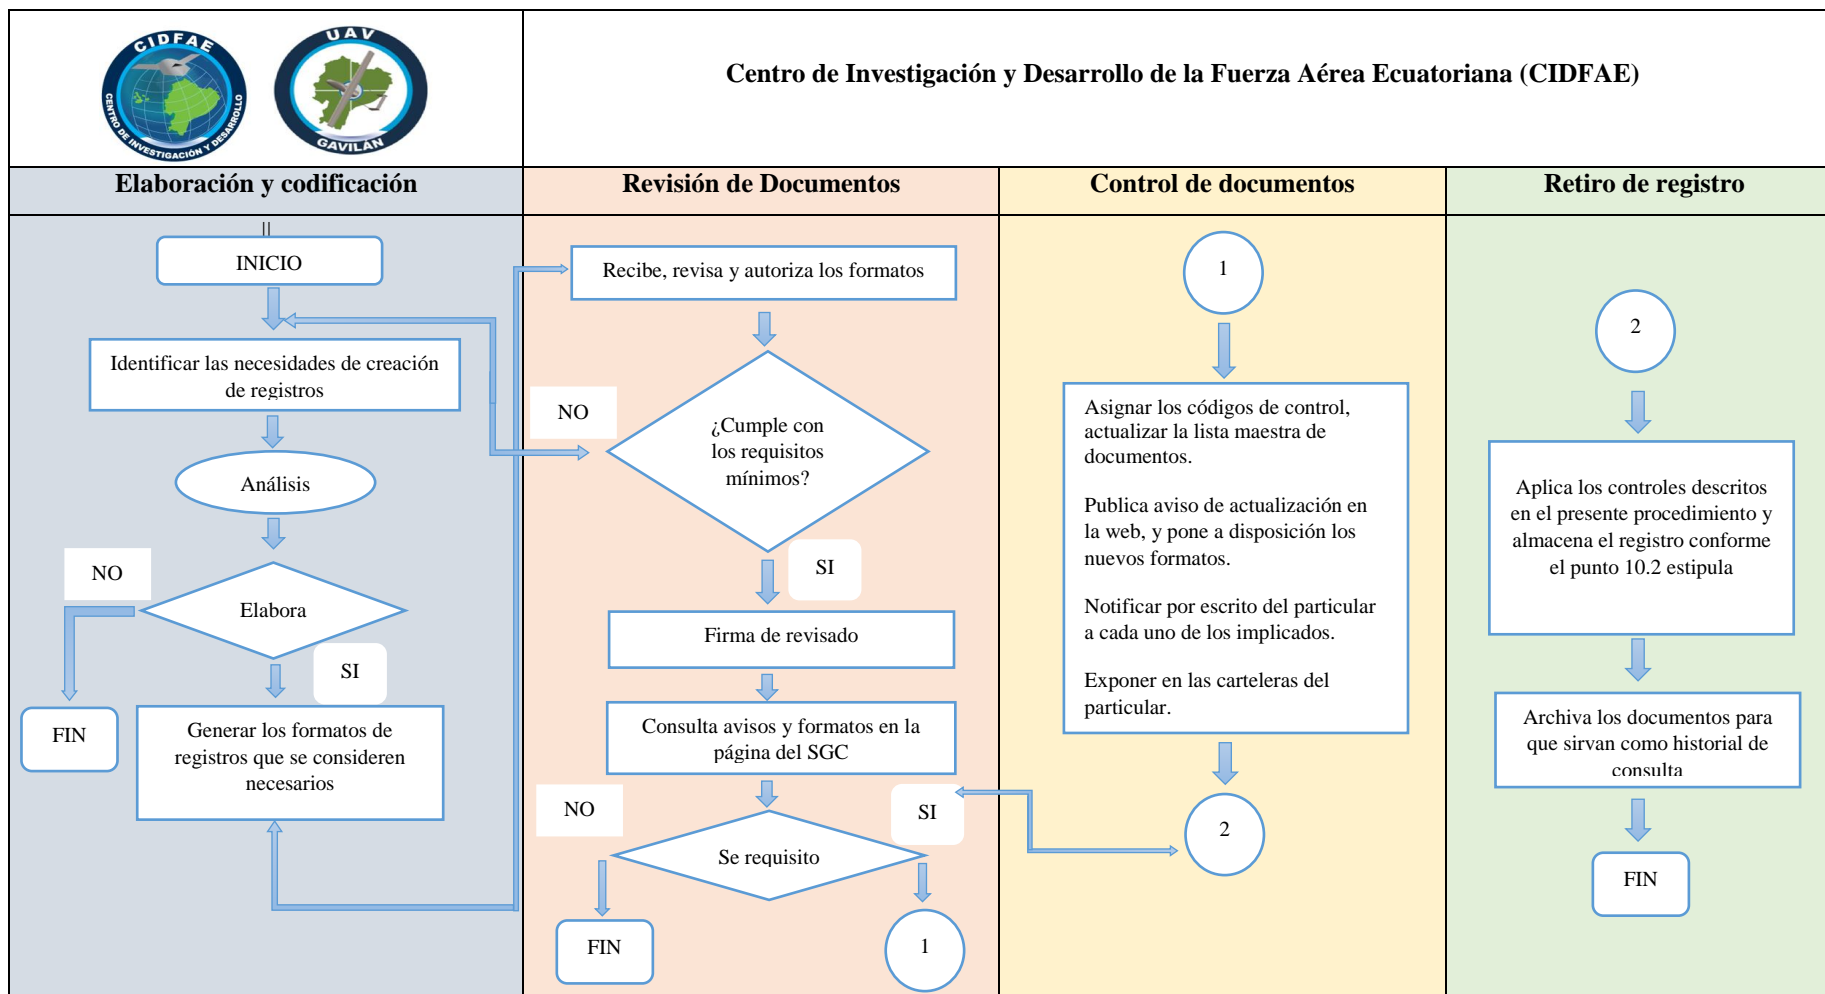 CIDFAE
CENTRO DE INVESTIGACIÓN Y DESARROLLO
UAV
GAVILÁN
Centro de Investigación y Desarrollo de la Fuerza Aérea Ecuatoriana (CIDFAE)
Elaboración y codificación
Revisión de Documentos
Control de documentos
Retiro de registro
INICIO
Identificar las necesidades de creación
de registros
Análisis
NO
Elabora
SI
FIN
Generar los formatos de
registros que se consideren
necesarios
Recibe, revisa y autoriza los formatos
NO
¿Cumple con
los requisitos
mínimos?
SI
Firma de revisado
Consulta avisos y formatos en la
página del SGC
NO
SI
Se requisito
FIN
1
1
Asignar los códigos de control,
actualizar la lista maestra de
documentos.
Publica aviso de actualización en
la web, y pone a disposición los
nuevos formatos.
Notificar por escrito del particular
a cada uno de los implicados.
Exponer en las carteleras del
particular.
2
2
Aplica los controles descritos
en el presente procedimiento y
almacena el registro conforme
el punto 10.2 estipula
Archiva los documentos para
que sirvan como historial de
consulta
FIN